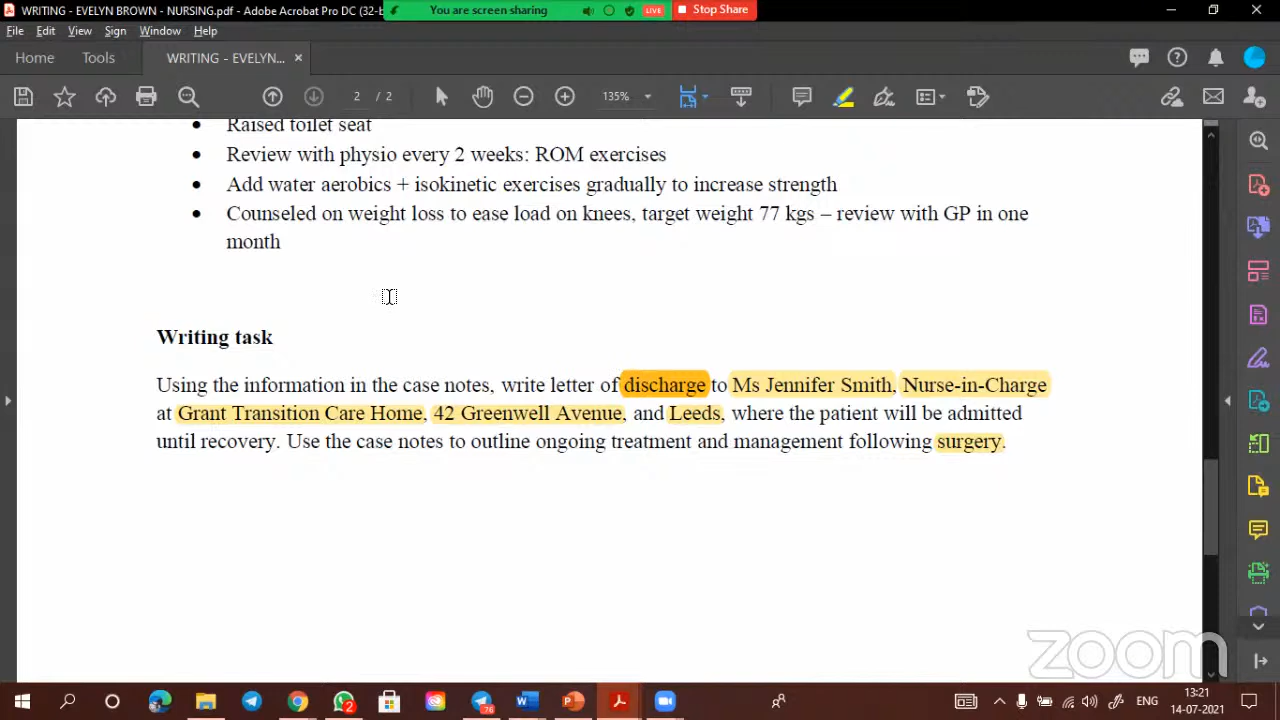 WRITING - EVELYN BROWN - NURSING.pdf - Adobe Acrobat Pro DC (32-b
You are screen sharing
LIVE
Stop Share
File Edit View Sign Window Help
Home Tools WRITING - EVELYN... ×
2 / 2 135%
Raised toilet seat
• Review with physio every 2 weeks: ROM exercises
• Add water aerobics + isokinetic exercises gradually to increase strength
• Counseled on weight loss to ease load on knees, target weight 77 kgs – review with GP in one
month
Writing task
Using the information in the case notes, write letter of discharge to Ms Jennifer Smith, Nurse-in-Charge
at Grant Transition Care Home, 42 Greenwell Avenue, and Leeds, where the patient will be admitted
until recovery. Use the case notes to outline ongoing treatment and management following surgery.
zoom
ENG
13:21
14-07-2021